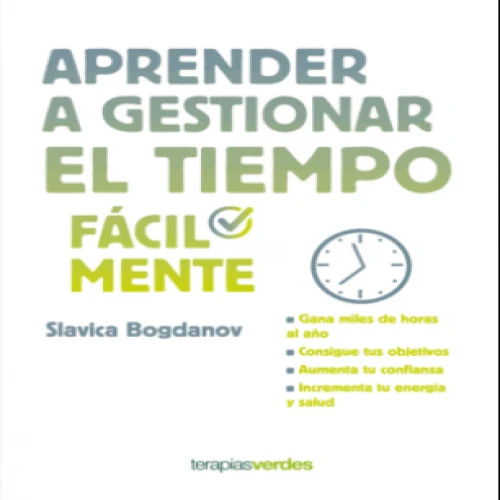 APRENDER
A GESTIONAR
EL TIEMPO
FÁCIL
MENTE
Slavica Bogdanov
Gana miles de horas
al año
Consigue tus objetivos
Aumenta tu confianza
Incrementa tu energía
y salud
terapiasverdes